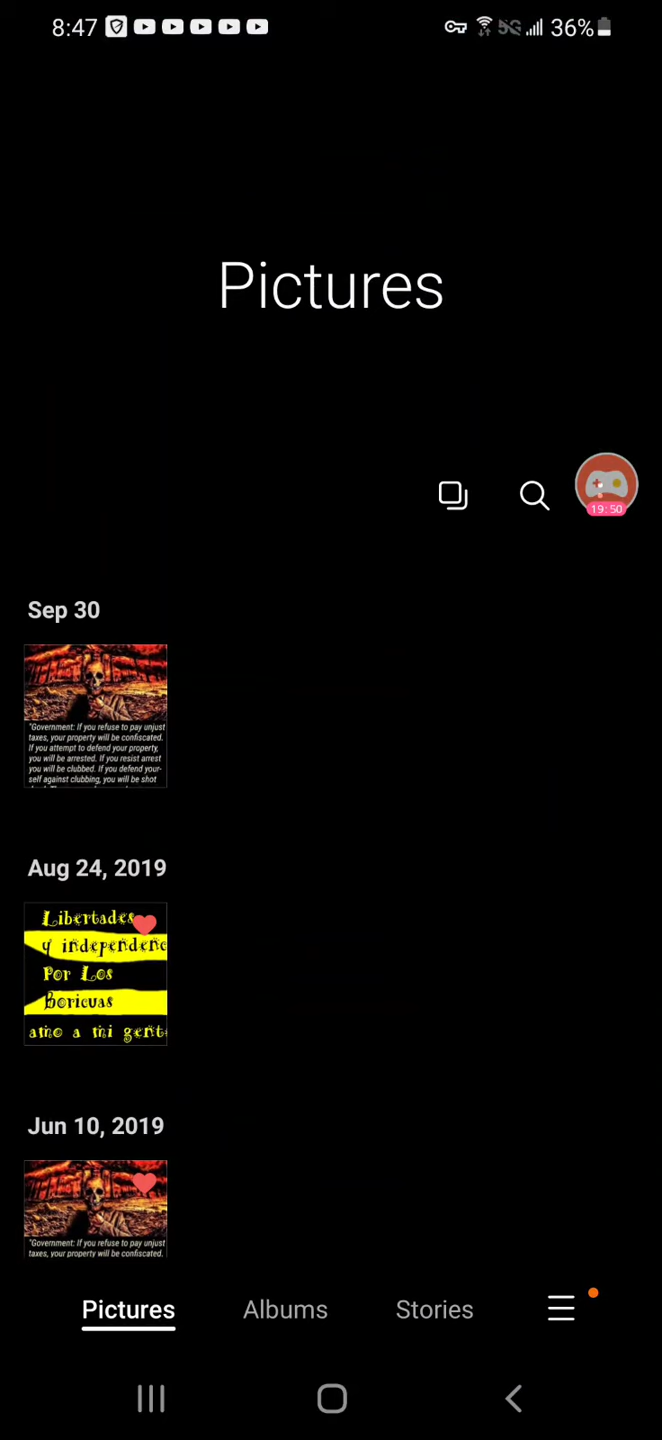 8:47
5G 36%
Pictures
19:50
Sep 30
"Government: If you refuse to pay unjust
taxes, your property will be confiscated.
If you attempt to defend your property,
you will be arrested. If you resist arrest
you will be clubbed. If you defend your-
self against clubbing, you will be shot
Aug 24, 2019
Libertades
y independenc
Por Los
Boricuas
amo a mi gent
Jun 10, 2019
"Government: If you refuse to pay unjust
taxes, your property will be confiscated.
Pictures Albums Stories